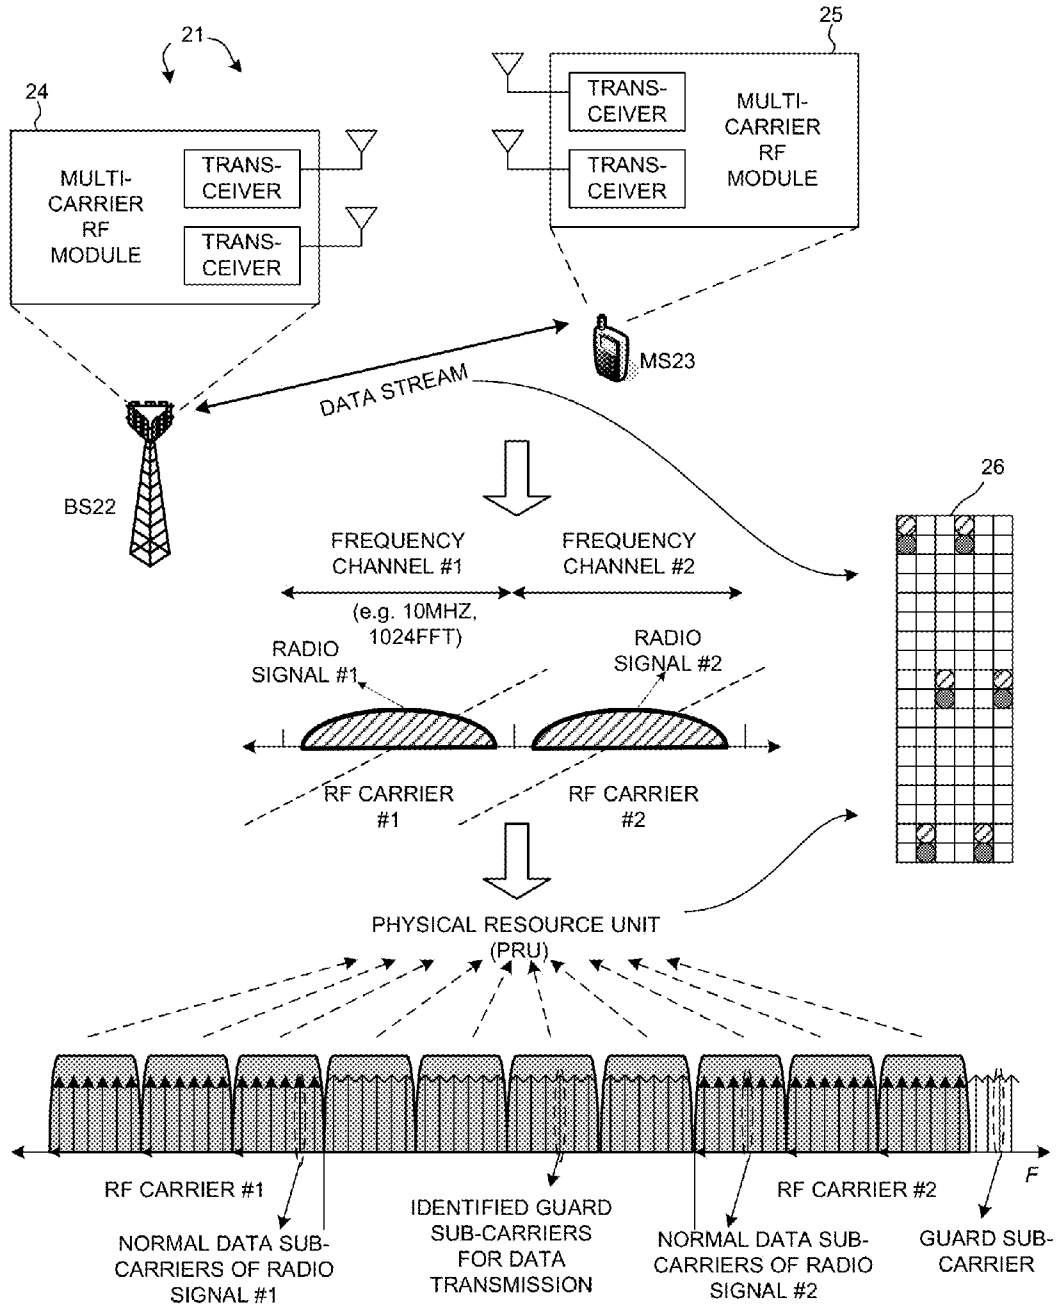 21
25
24
TRANS-
CEIVER
MULTI-
CARRIER
RF
MODULE
TRANS-
CEIVER
MULTI-
CARRIER
RF
MODULE
TRANS-
CEIVER
TRANS-
CEIVER
MS23
DATA STREAM
BS22
26
FREQUENCY
CHANNEL #1
FREQUENCY
CHANNEL #2
(e.g. 10MHZ,
1024FFT)
RADIO
SIGNAL #1
RADIO
SIGNAL #2
RF CARRIER
#1
RF CARRIER
#2
PHYSICAL RESOURCE UNIT
(PRU)
F
RF CARRIER #1
RF CARRIER #2
NORMAL DATA SUB-
CARRIERS OF RADIO
SIGNAL #1
IDENTIFIED GUARD
SUB-CARRIERS
FOR DATA
TRANSMISSION
NORMAL DATA SUB-
CARRIERS OF RADIO
SIGNAL #2
GUARD SUB-
CARRIER